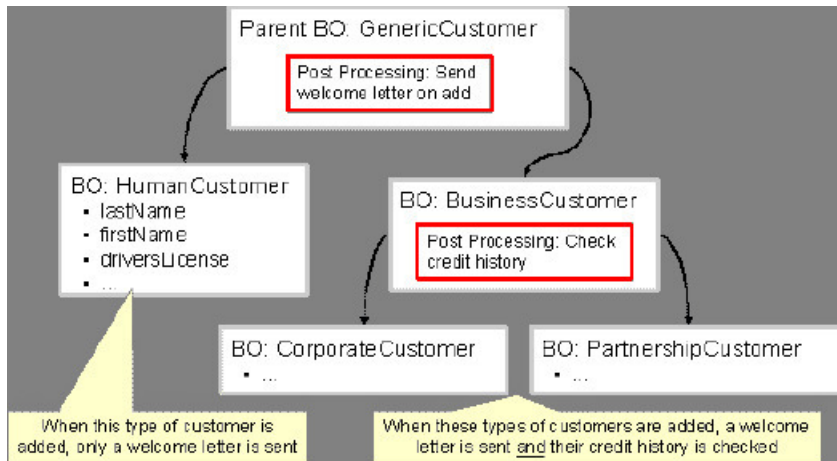 Parent BO: GenericCustomer
Post Processing: Send
welcome letter on add
BO: HumanCustomer
▪ lastName
▪ firstName
▪ driversLicense
▪ ...
BO: BusinessCustomer
Post Processing: Check
credit history
BO: CorporateCustomer
▪ ...
BO: PartnershipCustomer
▪ ...
When this type of customer is
added, only a welcome letter is sent
When these types of customers are added, a welcome
letter is sent and their credit history is checked